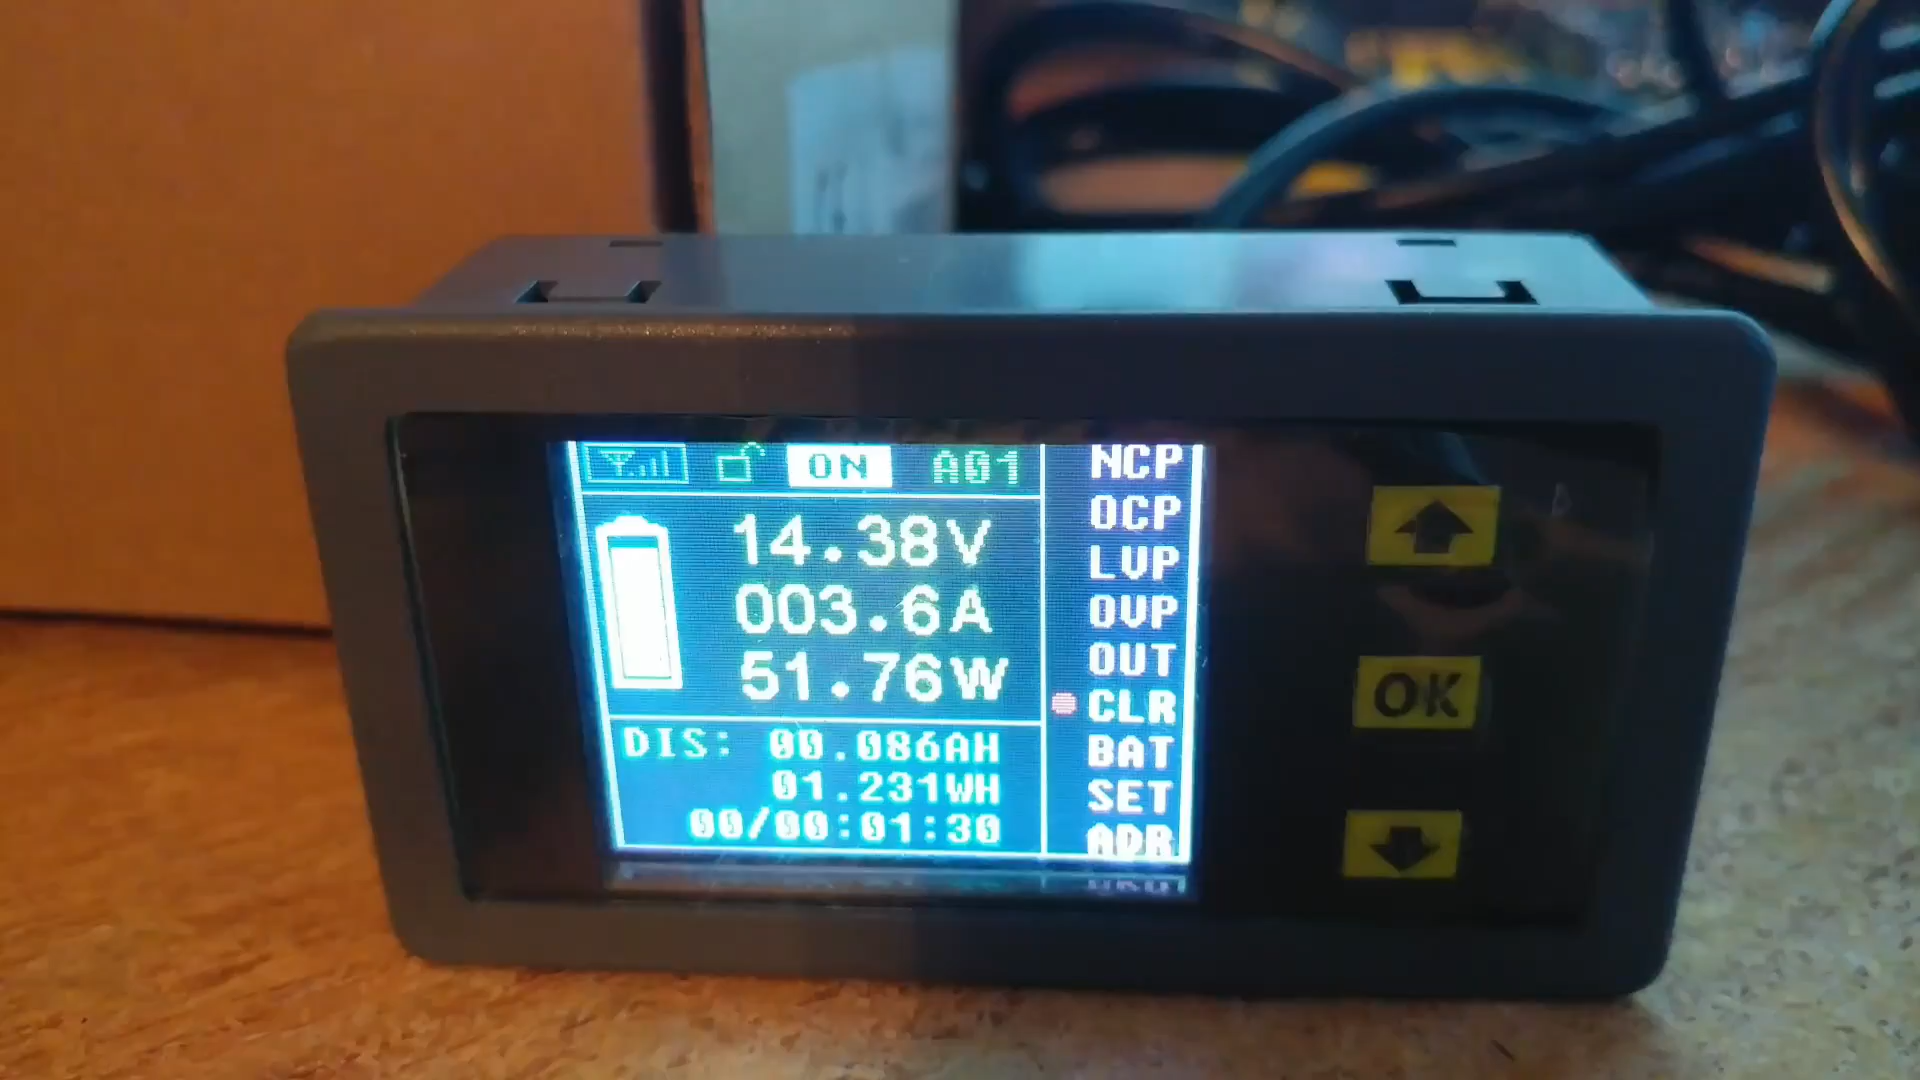 ON A01
14.38V
003.6A
51.76W
DIS: 00.086AH
01.231WH
00/00:01:30
NCP
OCP
LVP
OVP
OUT
CLR
BAT
SET
ADR
OK